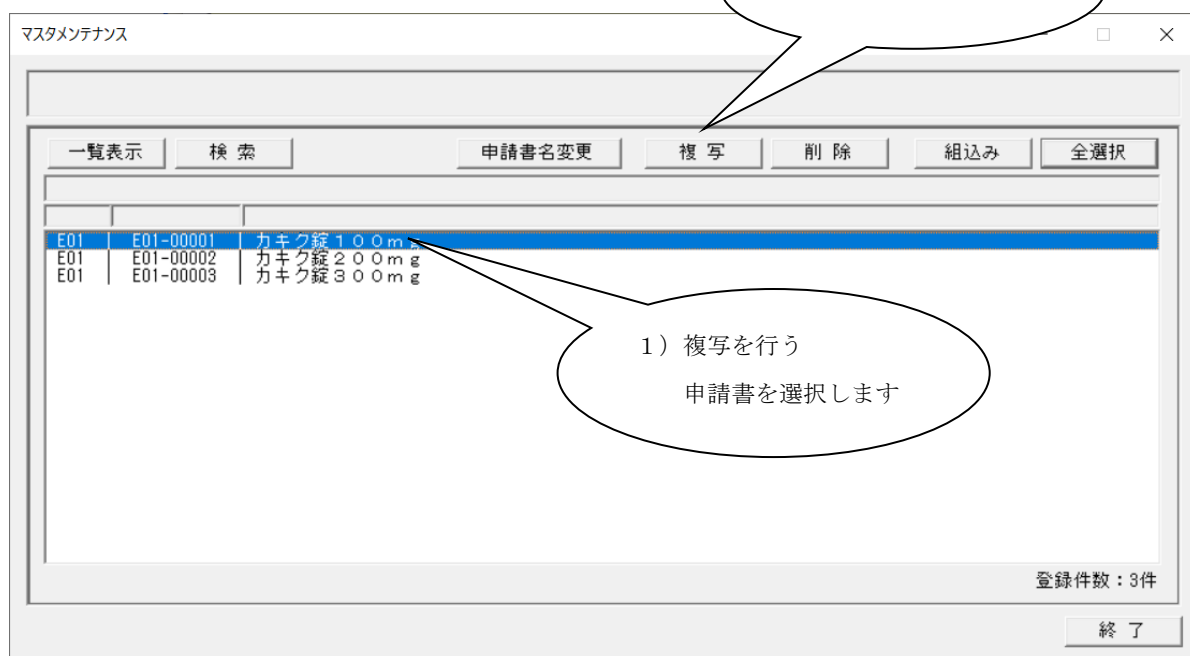 マスタメンテナンス
一覧表示 検 索 申請書名変更 複 写 削 除 組込み 全選択
E01 | E01-00001 | カキク錠１００ｍｇ
E01 | E01-00002 | カキク錠２００ｍｇ
E01 | E01-00003 | カキク錠３００ｍｇ
１）複写を行う
申請書を選択します
登録件数：3件
終 了